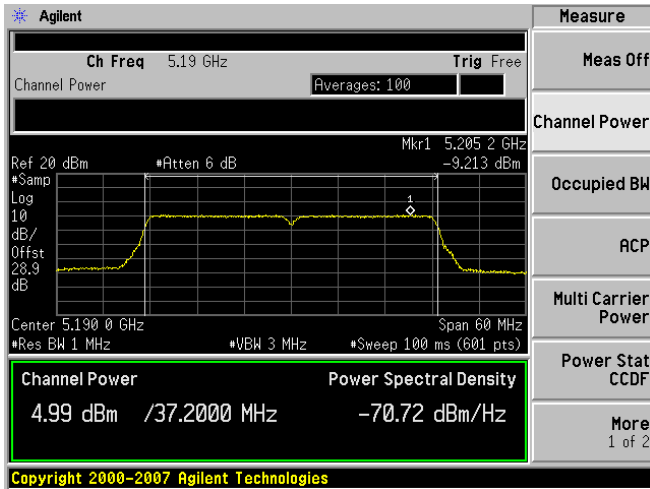 Agilent
Measure
Ch Freq 5.19 GHz Trig Free
Channel Power Averages: 100
Mkr1 5.205 2 GHz
Ref 20 dBm #Atten 6 dB -9.213 dBm
#Samp
Log
10
dB/
Offst
28.9
dB
1
Center 5.190 0 GHz Span 60 MHz
#Res BW 1 MHz #VBW 3 MHz #Sweep 100 ms (601 pts)
Channel Power Power Spectral Density
4.99 dBm /37.2000 MHz -70.72 dBm/Hz
Copyright 2000-2007 Agilent Technologies
Meas Off
Channel Power
Occupied BW
ACP
Multi Carrier
Power
Power Stat
CCDF
More
1 of 2